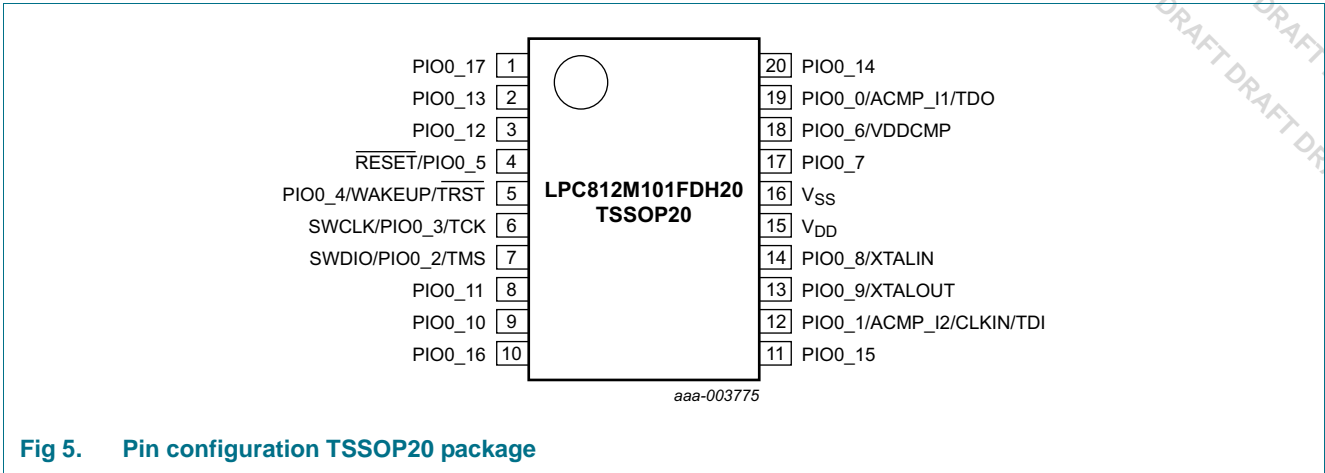 DRAFT DRAFT
DRAFT DRAFT DR
PIO0_17 1
PIO0_13 2
PIO0_12 3
RESET/PIO0_5 4
PIO0_4/WAKEUP/TRST 5
SWCLK/PIO0_3/TCK 6
SWDIO/PIO0_2/TMS 7
PIO0_11 8
PIO0_10 9
PIO0_16 10
LPC812M101FDH20
TSSOP20
20 PIO0_14
19 PIO0_0/ACMP_I1/TDO
18 PIO0_6/VDDCMP
17 PIO0_7
16 VSS
15 VDD
14 PIO0_8/XTALIN
13 PIO0_9/XTALOUT
12 PIO0_1/ACMP_I2/CLKIN/TDI
11 PIO0_15
aaa-003775
Fig 5. Pin configuration TSSOP20 package